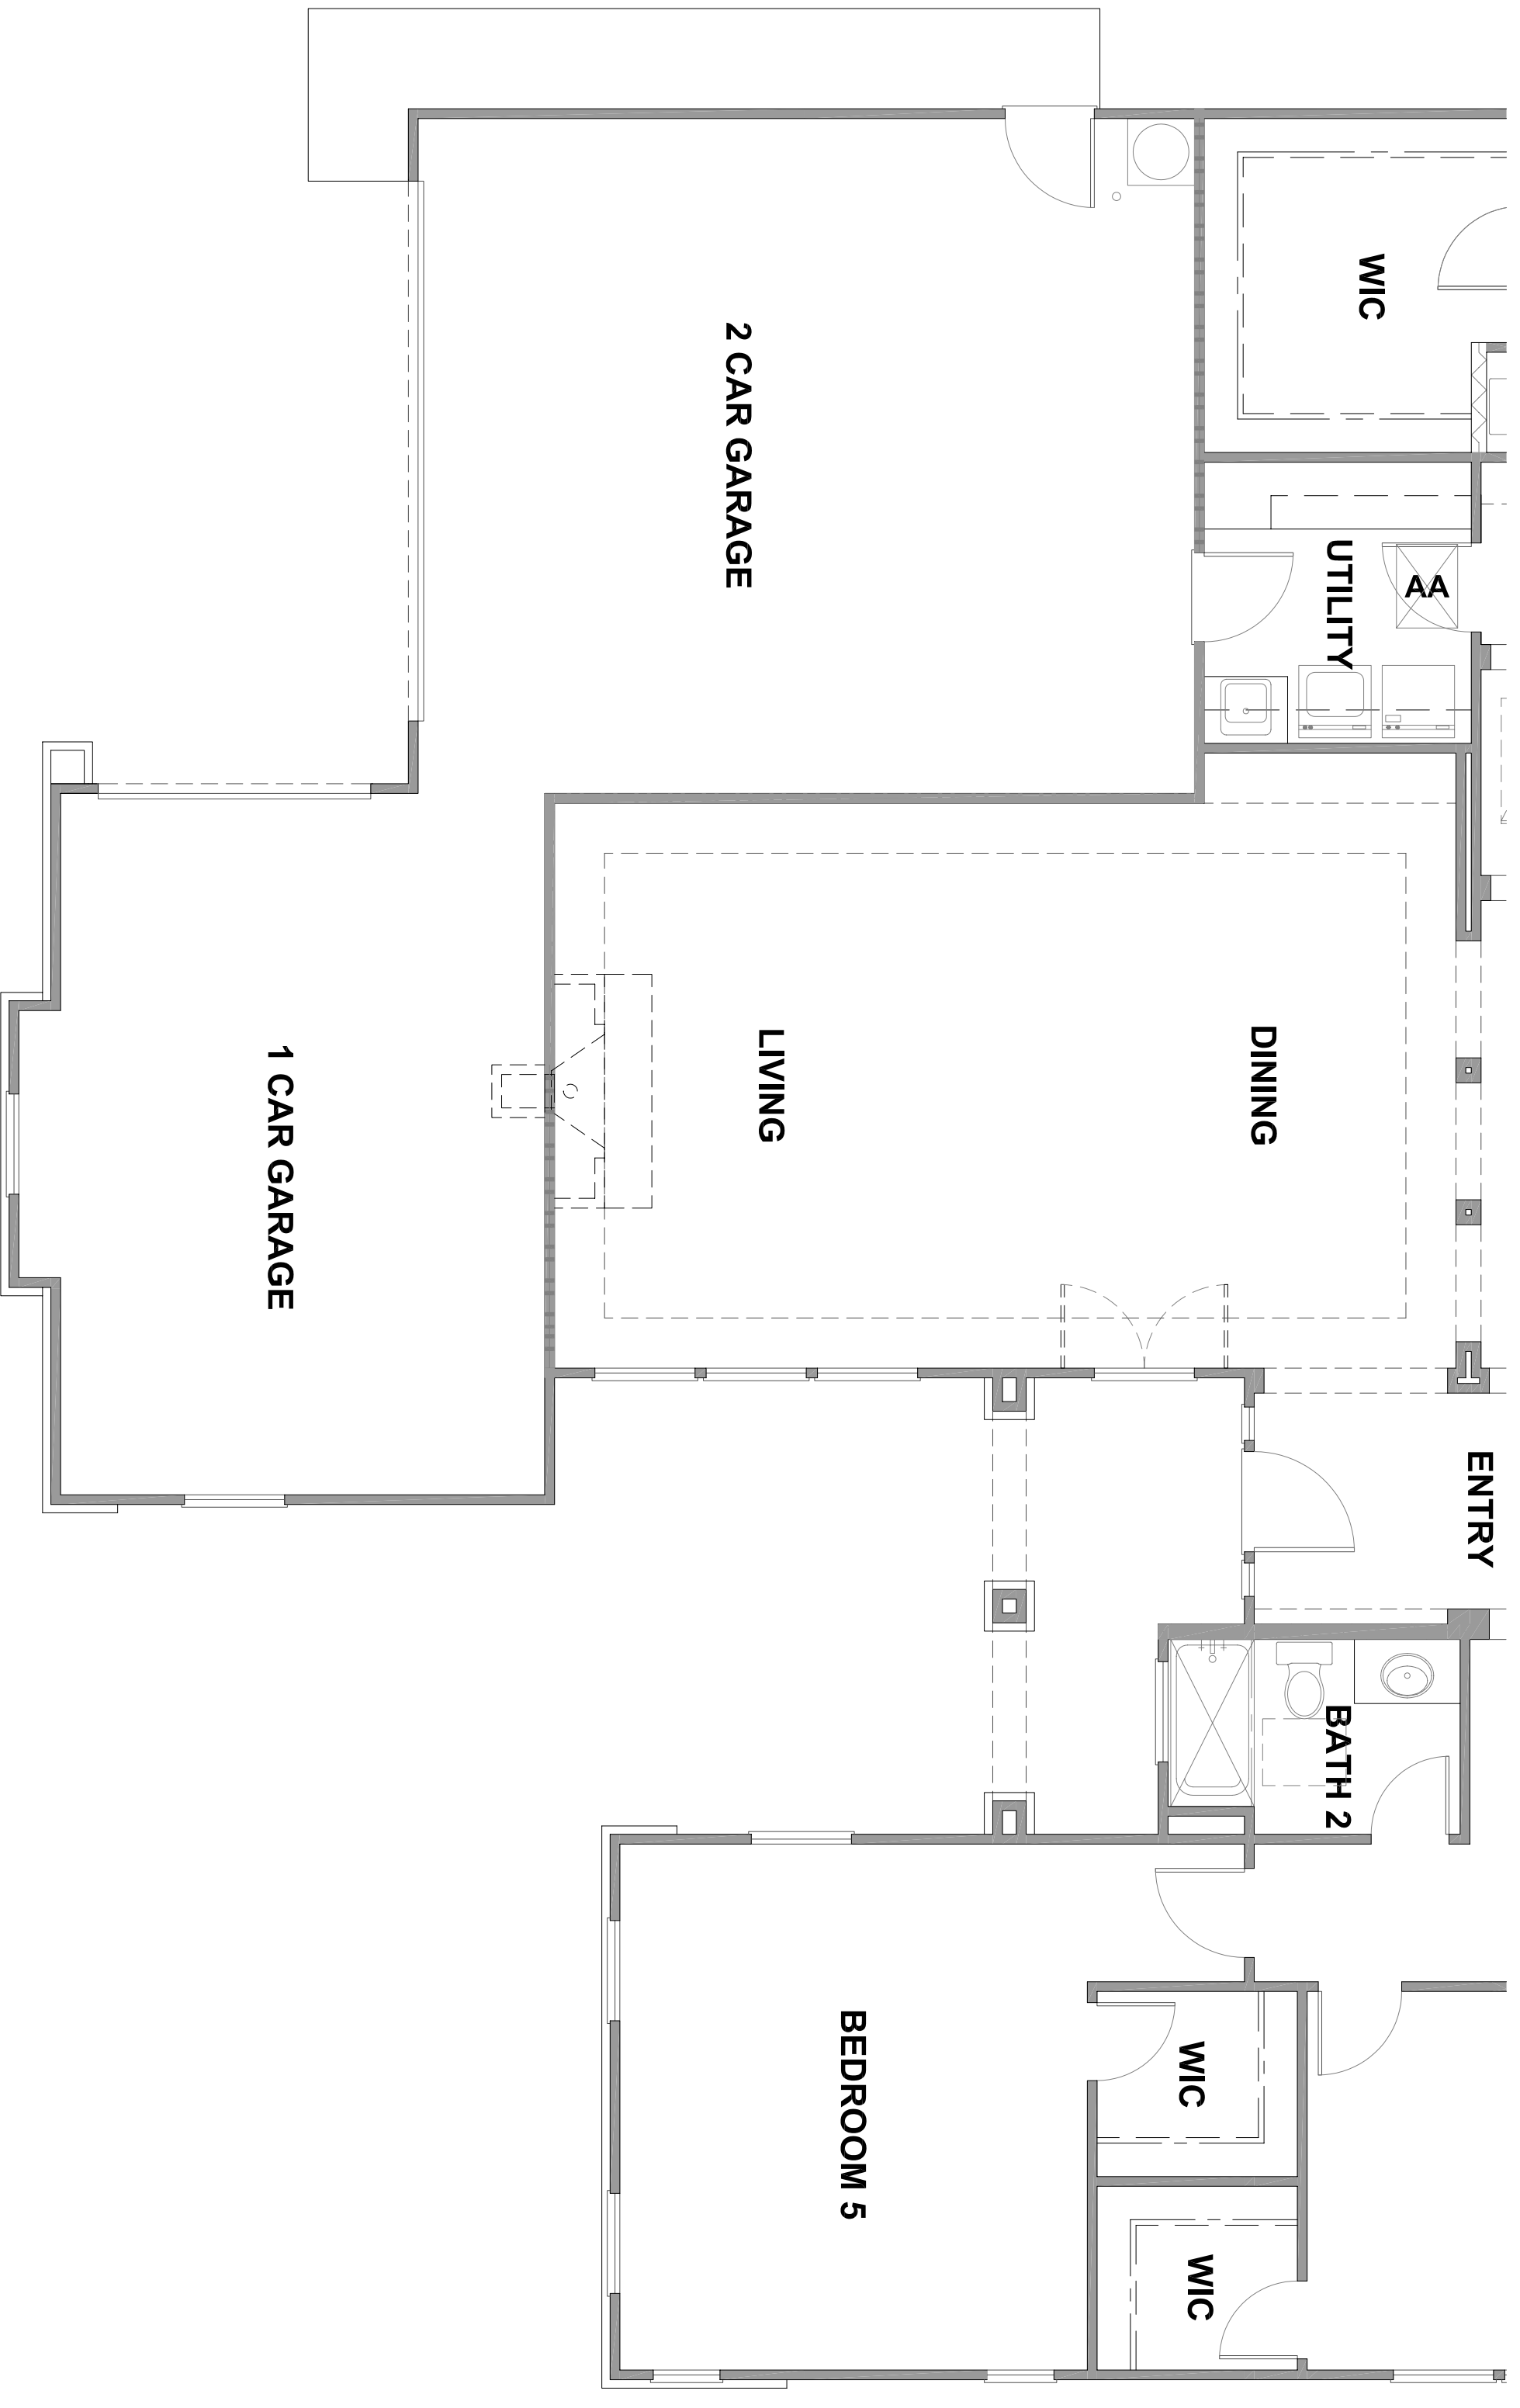 WIC
2 CAR GARAGE
UTILITY
AA
LIVING
DINING
1 CAR GARAGE
ENTRY
BATH 2
BEDROOM 5
WIC
WIC